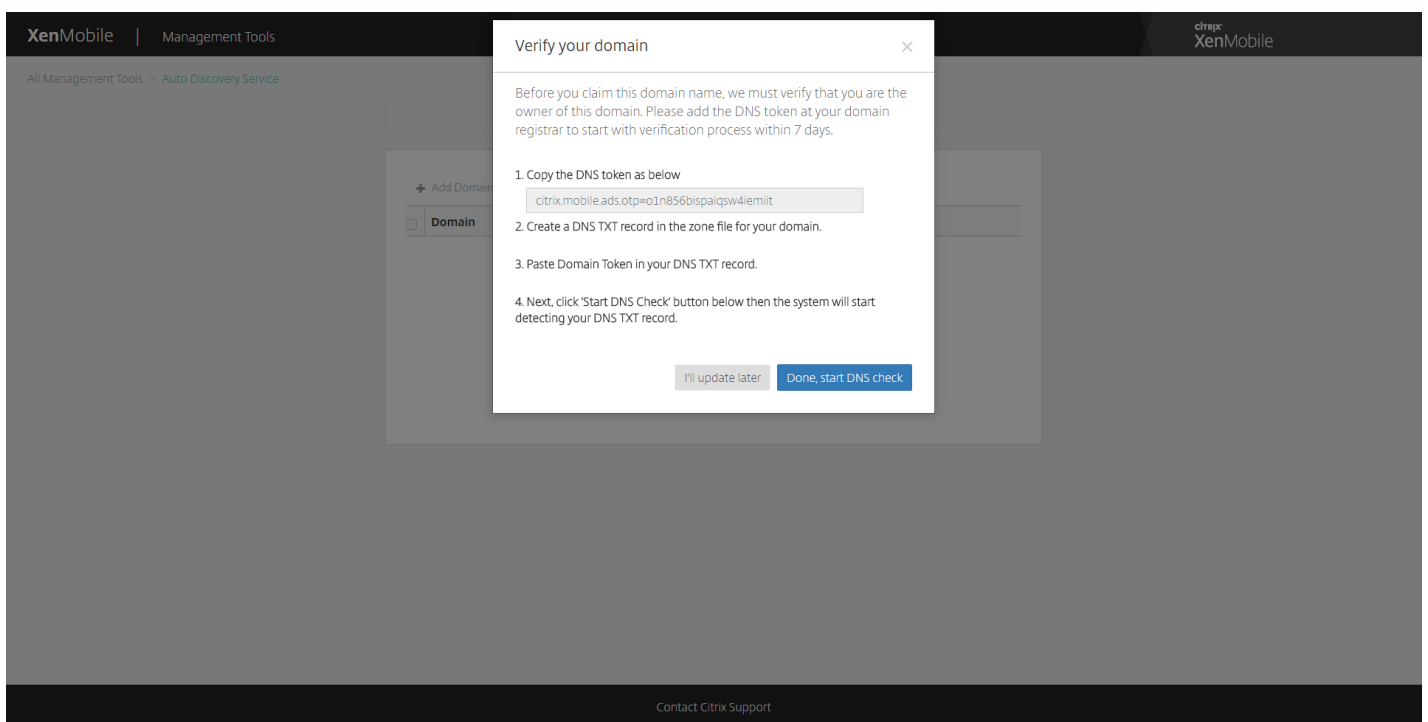 XenMobile | Management Tools
citrix
XenMobile
All Management Tools > Auto Discovery Service
Verify your domain
×
Before you claim this domain name, we must verify that you are the
owner of this domain. Please add the DNS token at your domain
registrar to start with verification process within 7 days.
1. Copy the DNS token as below
citrix.mobile.ads.otp=o1n856bispaiqsw4iemiit
2. Create a DNS TXT record in the zone file for your domain.
3. Paste Domain Token in your DNS TXT record.
4. Next, click 'Start DNS Check' button below then the system will start
detecting your DNS TXT record.
I'll update later
Done, start DNS check
+ Add Domain
Domain
Contact Citrix Support